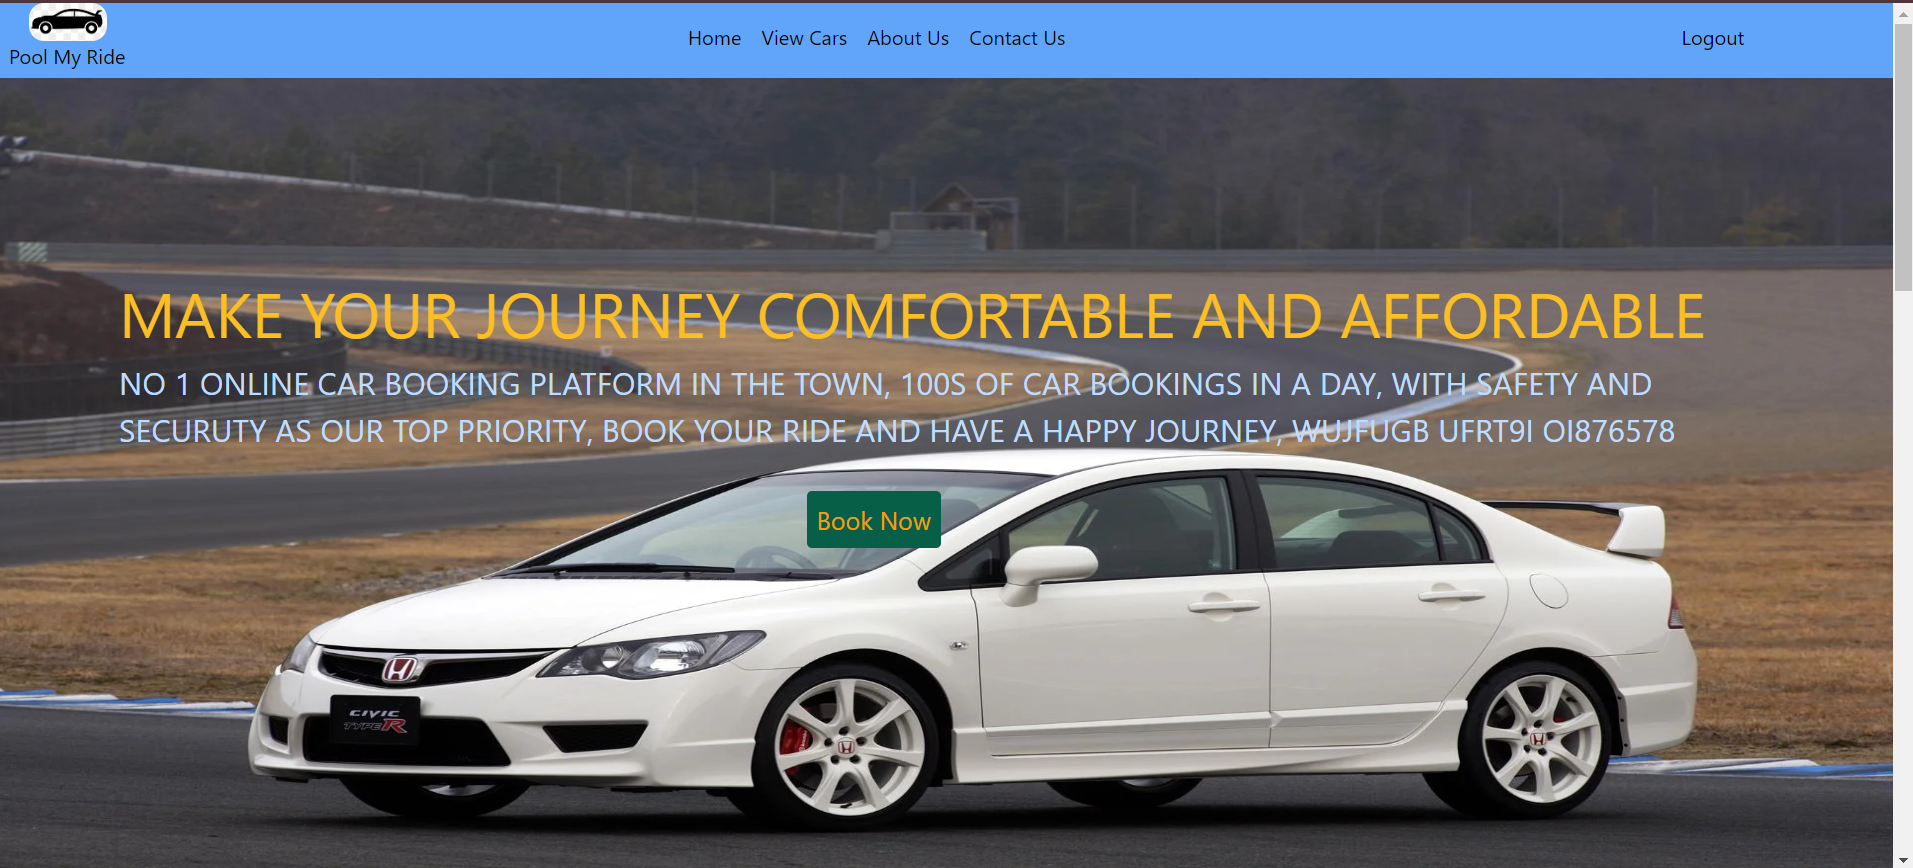 Pool My Ride
Home View Cars About Us Contact Us
Logout
MAKE YOUR JOURNEY COMFORTABLE AND AFFORDABLE
NO 1 ONLINE CAR BOOKING PLATFORM IN THE TOWN, 100S OF CAR BOOKINGS IN A DAY, WITH SAFETY AND
SECURUTY AS OUR TOP PRIORITY, BOOK YOUR RIDE AND HAVE A HAPPY JOURNEY, WUJFUGB UFRT9I OI876578
Book Now
CIVIC
TYPE R